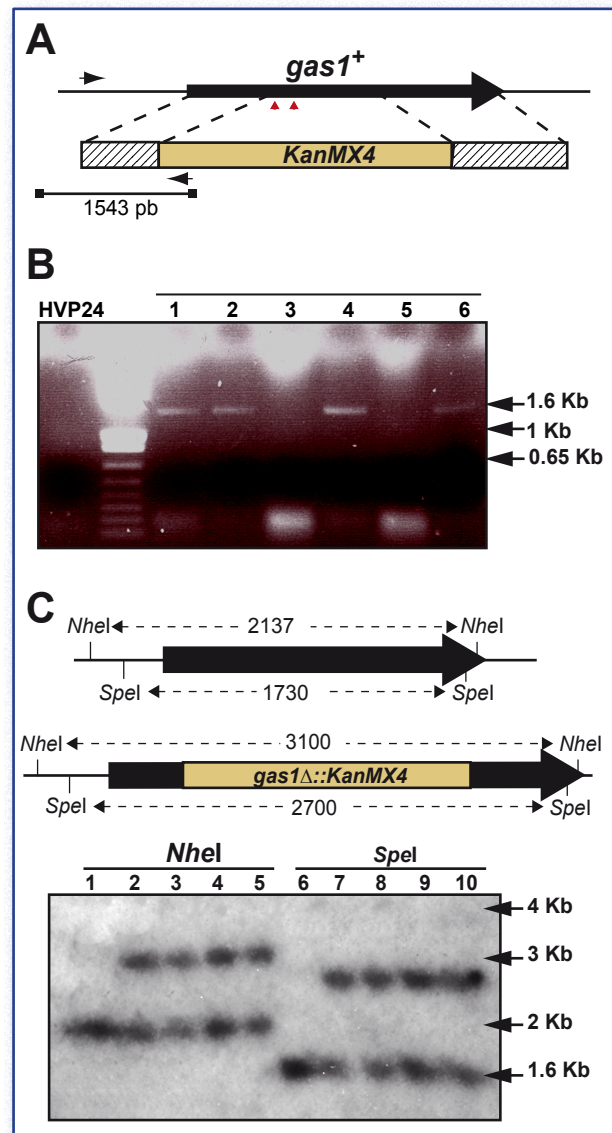 A
gas1+
KanMX4
1543 pb
B
HVP24 1 2 3 4 5 6
1.6 Kb
1 Kb
0.65 Kb
C
NheI 2137 NheI
SpeI 1730 SpeI
NheI 3100 NheI
gas1Δ::KanMX4
SpeI 2700 SpeI
NheI SpeI
1 2 3 4 5 6 7 8 9 10
4 Kb
3 Kb
2 Kb
1.6 Kb